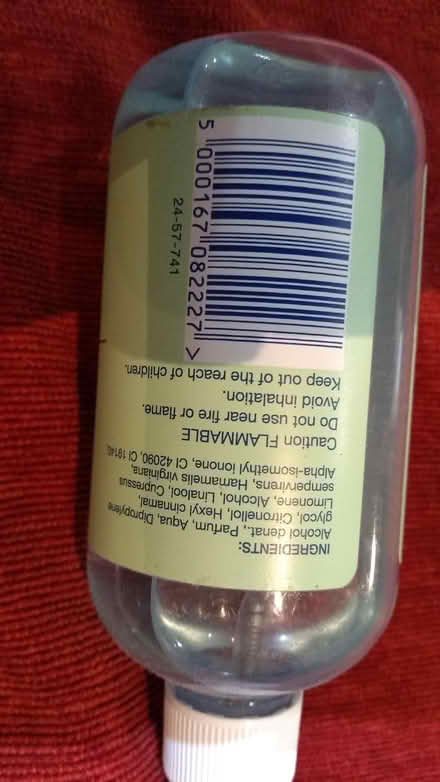 INGREDIENTS:
Alcohol denat., Parfum, Aqua, Dipropylene
glycol, Citronellol, Hexyl cinnamal,
Limonene, Alcohol, Linalool, Cupressus
sempervirens, Hamamelis virginiana,
Alpha-isomethyl ionone, CI 42090, CI 19140.
Caution FLAMMABLE
Do not use near fire or flame.
Avoid inhalation.
Keep out of the reach of children.
5 000167 082227 >
24-57-741